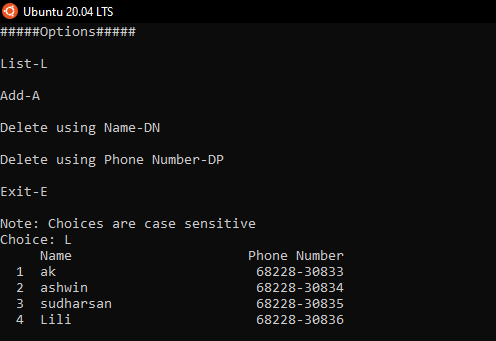 Ubuntu 20.04 LTS
#####Options#####
List-L
Add-A
Delete using Name-DN
Delete using Phone Number-DP
Exit-E
Note: Choices are case sensitive
Choice: L
Name Phone Number
1 ak 68228-30833
2 ashwin 68228-30834
3 sudharsan 68228-30835
4 Lili 68228-30836